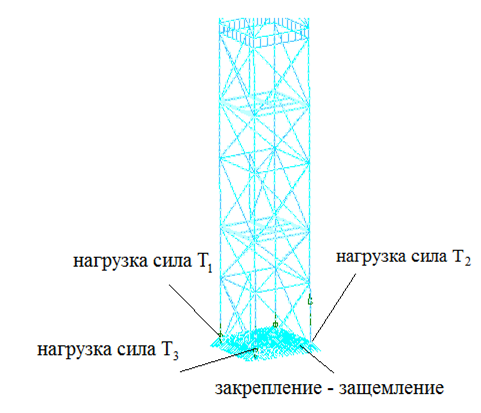 нагрузка сила T₁
нагрузка сила T₂
нагрузка сила T₃
закрепление - защемление